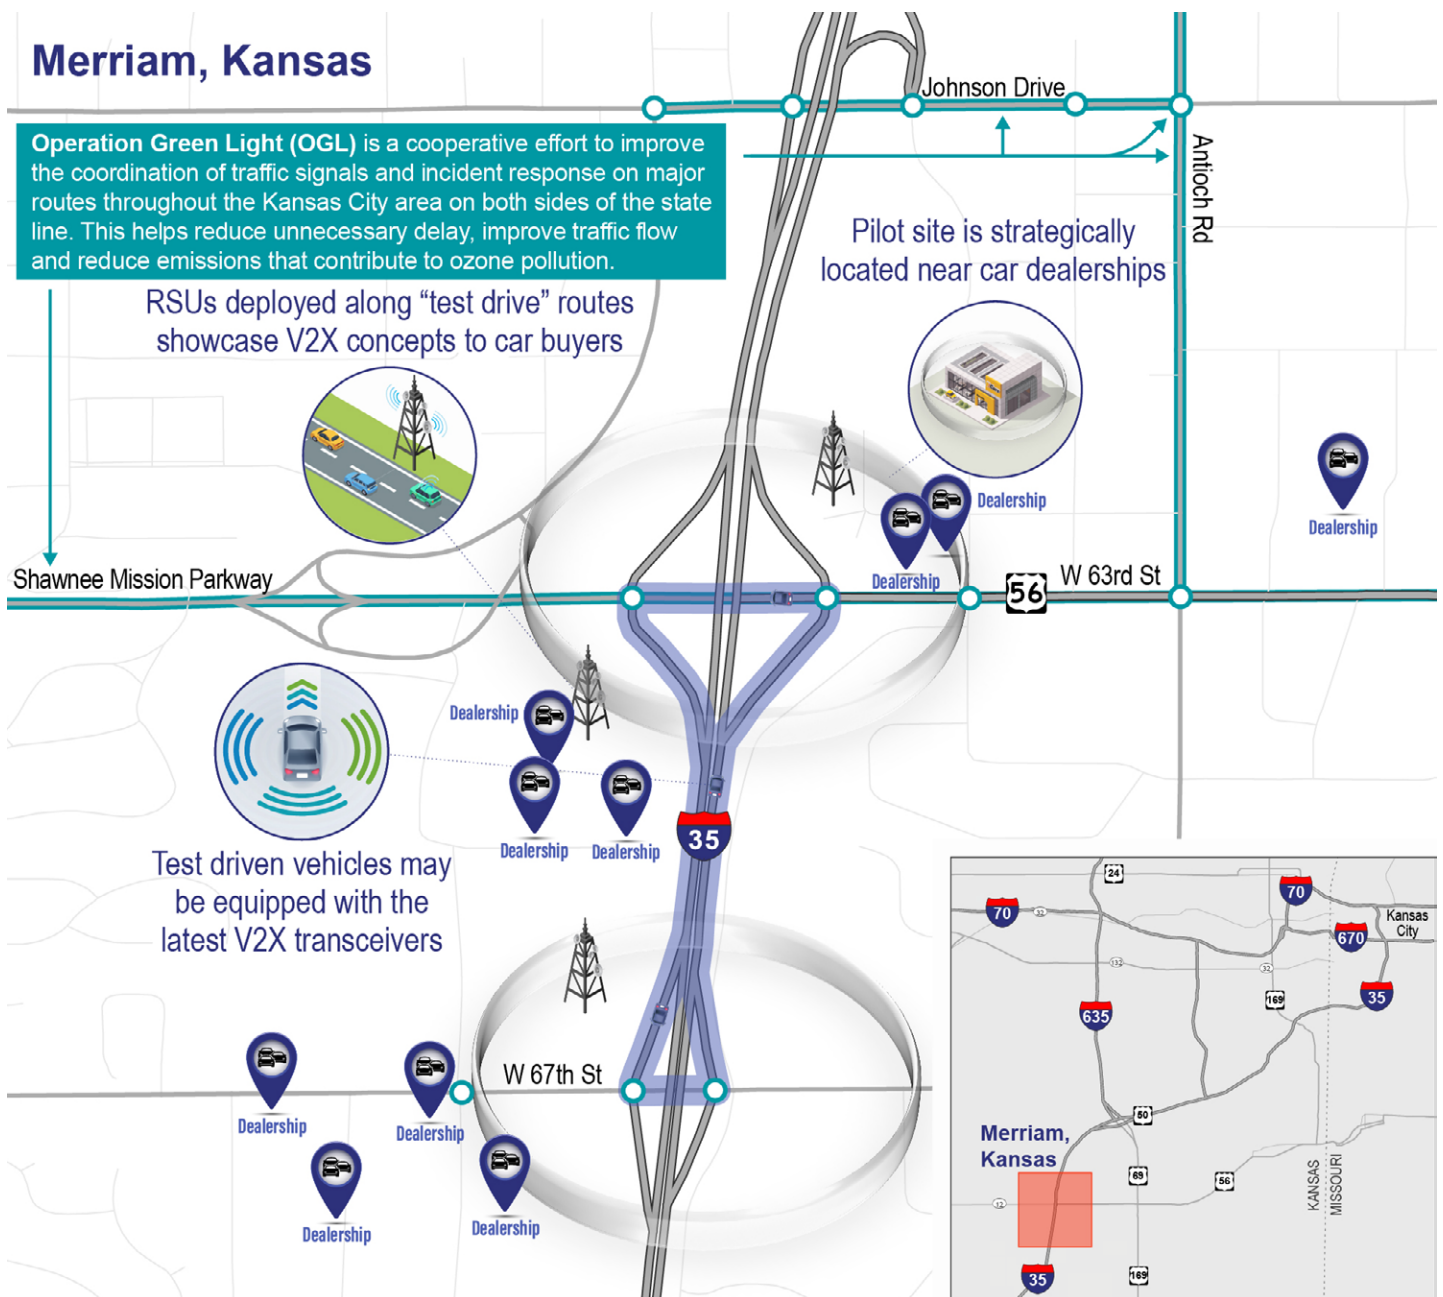 Merriam, Kansas
Johnson Drive
Operation Green Light (OGL) is a cooperative effort to improve
the coordination of traffic signals and incident response on major
routes throughout the Kansas City area on both sides of the state
line. This helps reduce unnecessary delay, improve traffic flow
and reduce emissions that contribute to ozone pollution.
Antioch Rd
Pilot site is strategically
located near car dealerships
RSUs deployed along “test drive” routes
showcase V2X concepts to car buyers
Dealership
Dealership
Dealership
Shawnee Mission Parkway
W 63rd St
56
Dealership
Dealership
Dealership
35
Test driven vehicles may
be equipped with the
latest V2X transceivers
W 67th St
Dealership
Dealership
Dealership
Dealership
24
70
70
32
Kansas
City
670
132
32
169
35
635
50
Merriam,
Kansas
69
56
KANSAS
MISSOURI
12
35
169